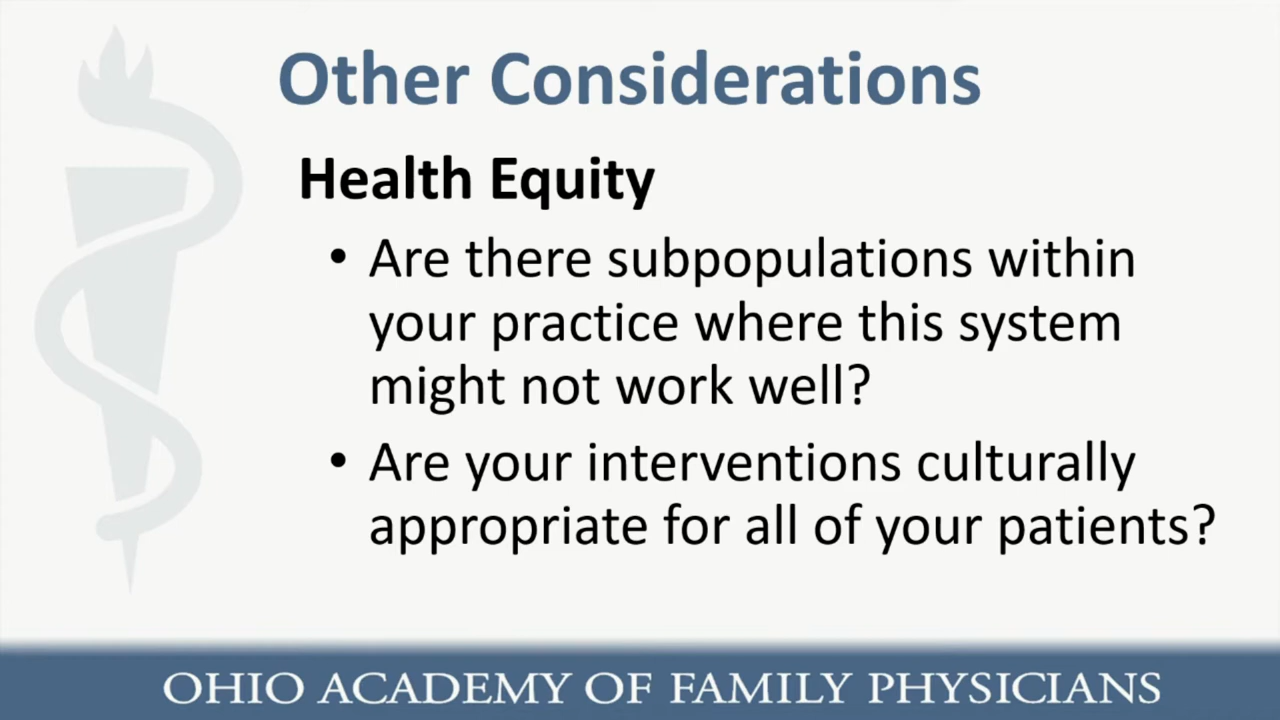 Other Considerations
Health Equity
• Are there subpopulations within
your practice where this system
might not work well?
• Are your interventions culturally
appropriate for all of your patients?
OHIO ACADEMY OF FAMILY PHYSICIANS